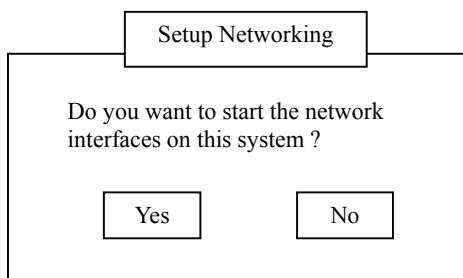 Setup Networking
Do you want to start the network
interfaces on this system ?
Yes
No